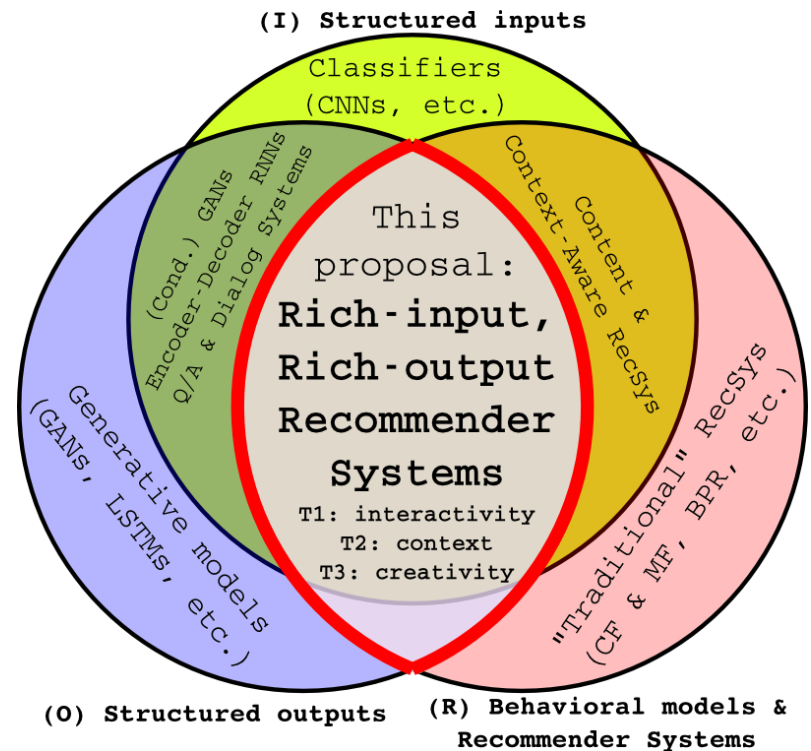 (I) Structured inputs
Classifiers
(CNNs, etc.)
(Cond.) GANs
Encoder-Decoder RNNs
Q/A & Dialog Systems
Content &
Context-Aware RecSys
This
proposal:
Rich-input,
Rich-output
Recommender
Systems
T1: interactivity
T2: context
T3: creativity
Generative models
(GANs, LSTMs, etc.)
"Traditional" RecSys
(CF & MF, BPR, etc.)
(O) Structured outputs
(R) Behavioral models &
Recommender Systems